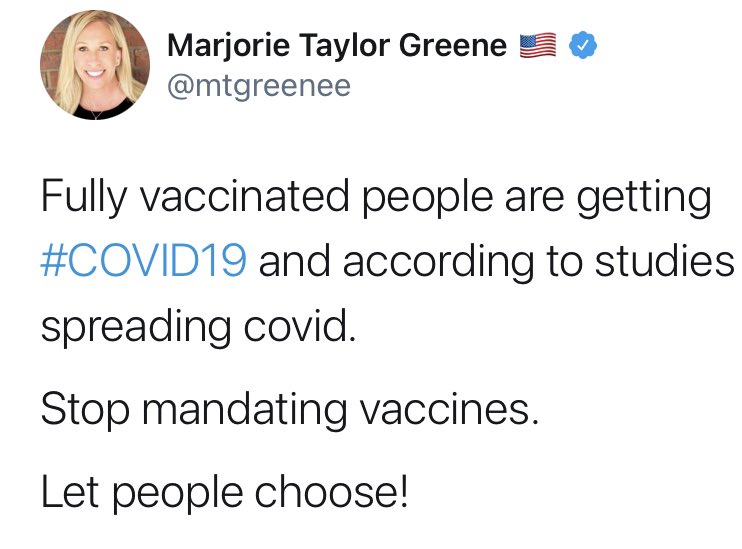 Marjorie Taylor Greene 🇺🇸
@mtgreenee
Fully vaccinated people are getting
#COVID19 and according to studies
spreading covid.
Stop mandating vaccines.
Let people choose!